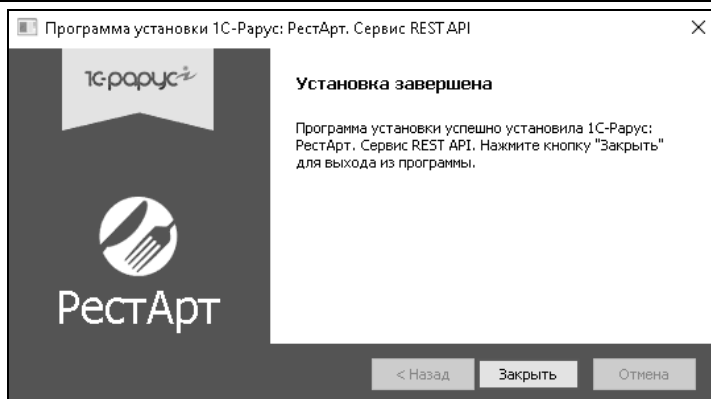 Программа установки 1С-Рарус: РестАрт. Сервис REST API
1С·рарус
Установка завершена
Программа установки успешно установила 1С-Рарус:
РестАрт. Сервис REST API. Нажмите кнопку "Закрыть"
для выхода из программы.
РестАрт
< Назад
Закрыть
Отмена